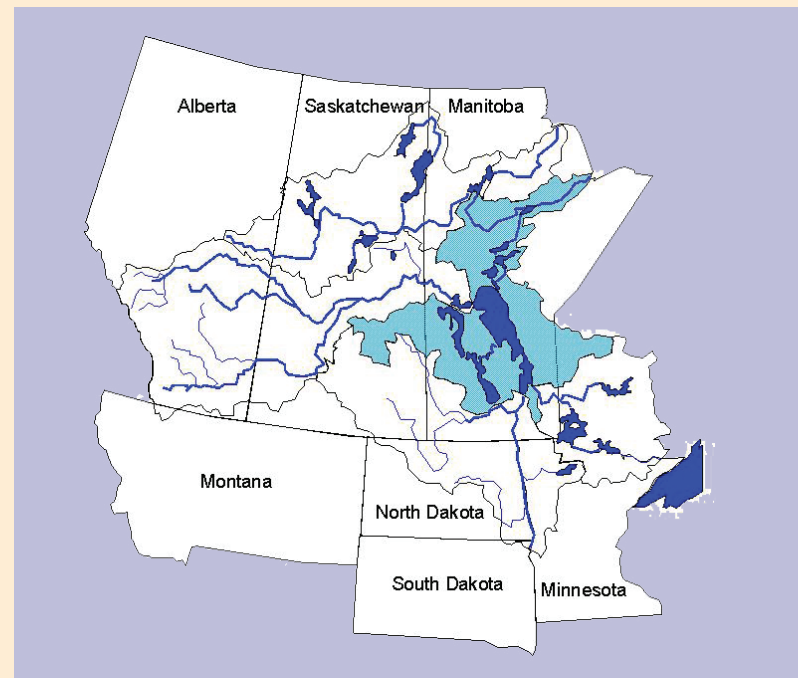 Alberta
Saskatchewan
Manitoba
Montana
North Dakota
South Dakota
Minnesota